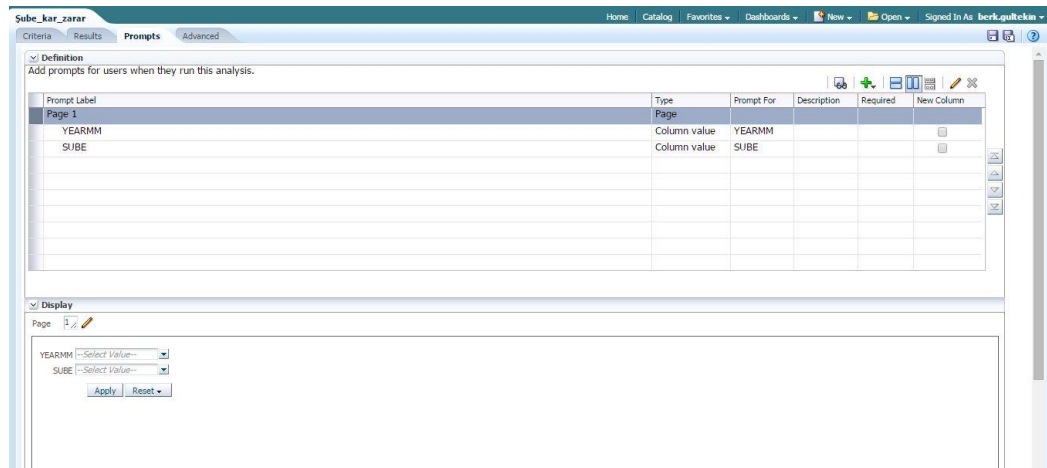 Şube_kar_zarar Home Catalog Favorites Dashboards New Open Signed In As berk.gultekin
Criteria Results Prompts Advanced
Definition
Add prompts for users when they run this analysis.
Prompt Label Type Prompt For Description Required New Column
Page 1 Page
YEARMM Column value YEARMM
SUBE Column value SUBE
Display
Page 1
YEARMM --Select Value--
SUBE --Select Value--
Apply Reset